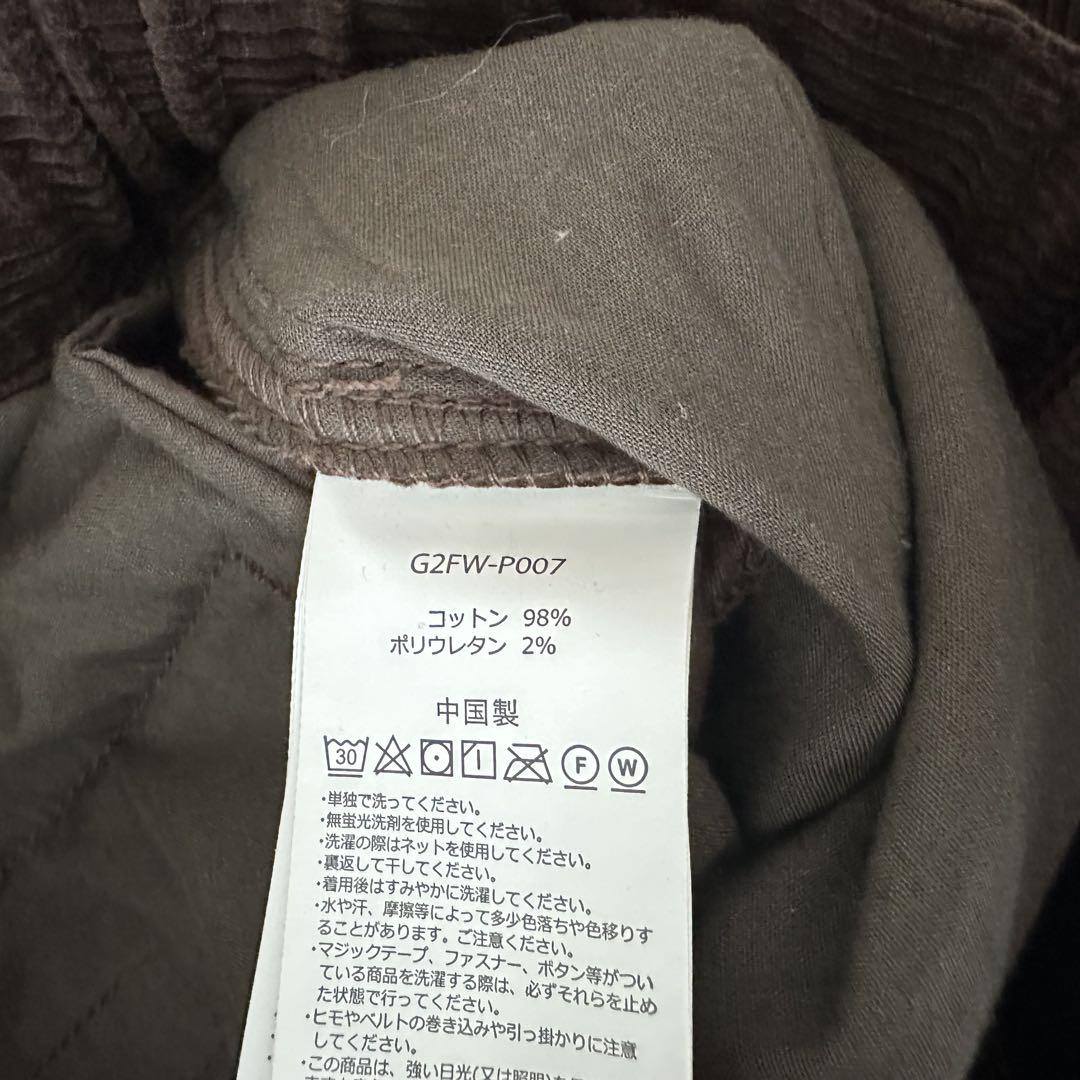 G2FW-P007
コットン 98%
ポリウレタン 2%
中国製
30 F W
・単独で洗ってください。
・無蛍光洗剤を使用してください。
・洗濯の際はネットを使用してください。
・裏返して干してください。
・着用後はすみやかに洗濯してください。
・水や汗、摩擦等によって多少色落ちや色移りす
ることがあります。ご注意ください。
・マジックテープ、ファスナー、ボタン等がつい
ている商品を洗濯する際は、必ずそれらを止め
た状態で行ってください。
・ヒモやベルトの巻き込みや引っ掛かりに注意
してください。
・この商品は、強い日光(又は照明)を